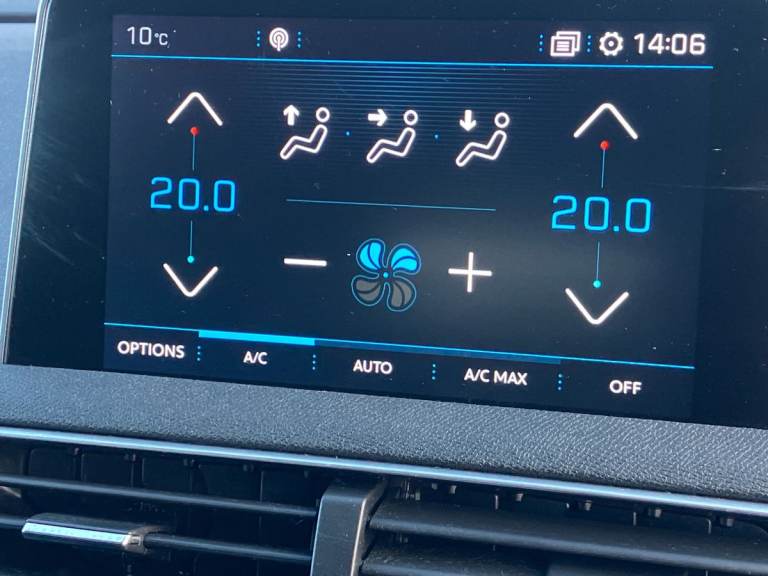 10°C 14:06
20.0 20.0
OPTIONS A/C AUTO A/C MAX OFF